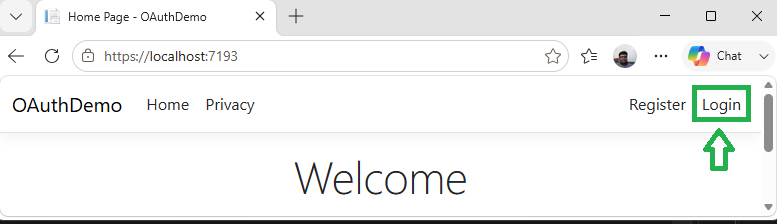 Home Page - OAuthDemo
https://localhost:7193
Chat
OAuthDemo Home Privacy Register Login
Welcome